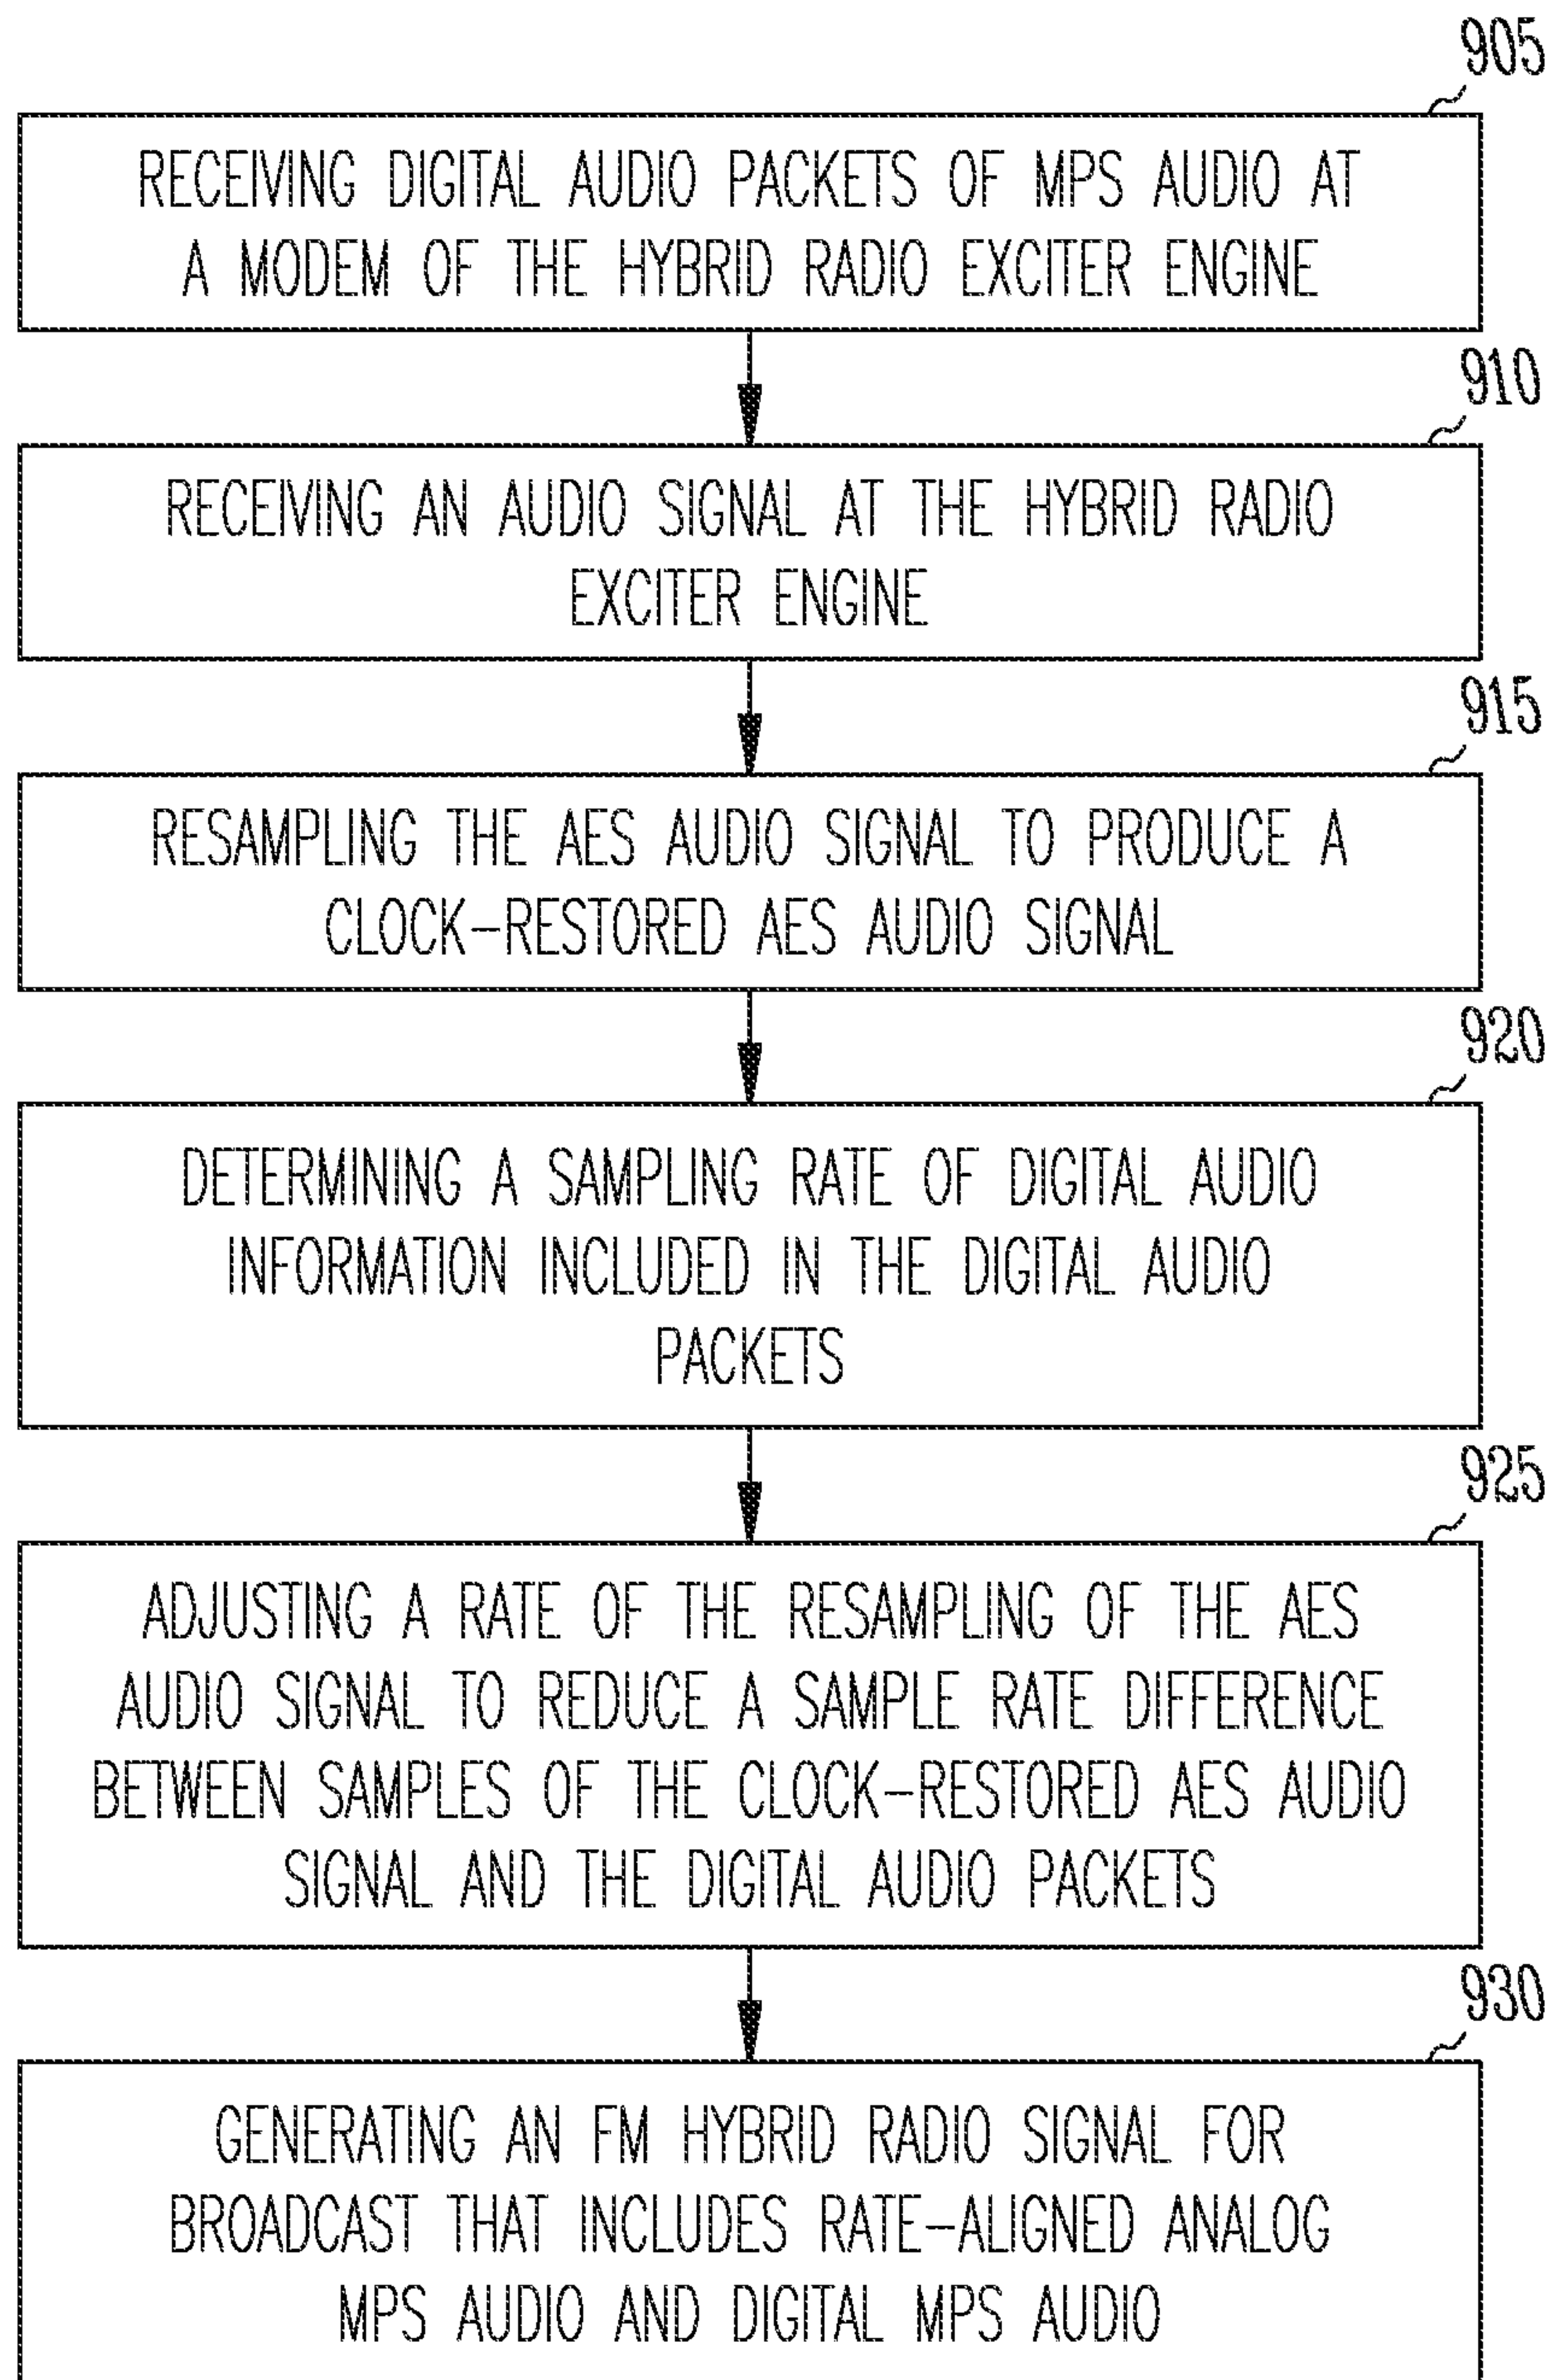 905
RECEIVING DIGITAL AUDIO PACKETS OF MPS AUDIO AT
A MODEM OF THE HYBRID RADIO EXCITER ENGINE
910
RECEIVING AN AUDIO SIGNAL AT THE HYBRID RADIO
EXCITER ENGINE
915
RESAMPLING THE AES AUDIO SIGNAL TO PRODUCE A
CLOCK-RESTORED AES AUDIO SIGNAL
920
DETERMINING A SAMPLING RATE OF DIGITAL AUDIO
INFORMATION INCLUDED IN THE DIGITAL AUDIO
PACKETS
925
ADJUSTING A RATE OF THE RESAMPLING OF THE AES
AUDIO SIGNAL TO REDUCE A SAMPLE RATE DIFFERENCE
BETWEEN SAMPLES OF THE CLOCK-RESTORED AES AUDIO
SIGNAL AND THE DIGITAL AUDIO PACKETS
930
GENERATING AN FM HYBRID RADIO SIGNAL FOR
BROADCAST THAT INCLUDES RATE-ALIGNED ANALOG
MPS AUDIO AND DIGITAL MPS AUDIO